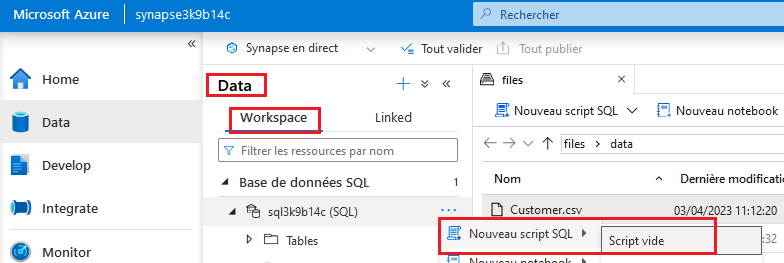 Microsoft Azure synapse3k9b14c Rechercher
Synapse en direct Tout valider Tout publier
Home
Data
Develop
Integrate
Monitor
Data
Workspace Linked
Filtrer les ressources par nom
Base de données SQL 1
sql3k9b14c (SQL)
Tables
files
Nouveau script SQL Nouveau notebook
files data
Nom Dernière modificatio
Customer.csv 03/04/2023 11:12:20
Nouveau script SQL Script vide
:32
Nouveau notebook